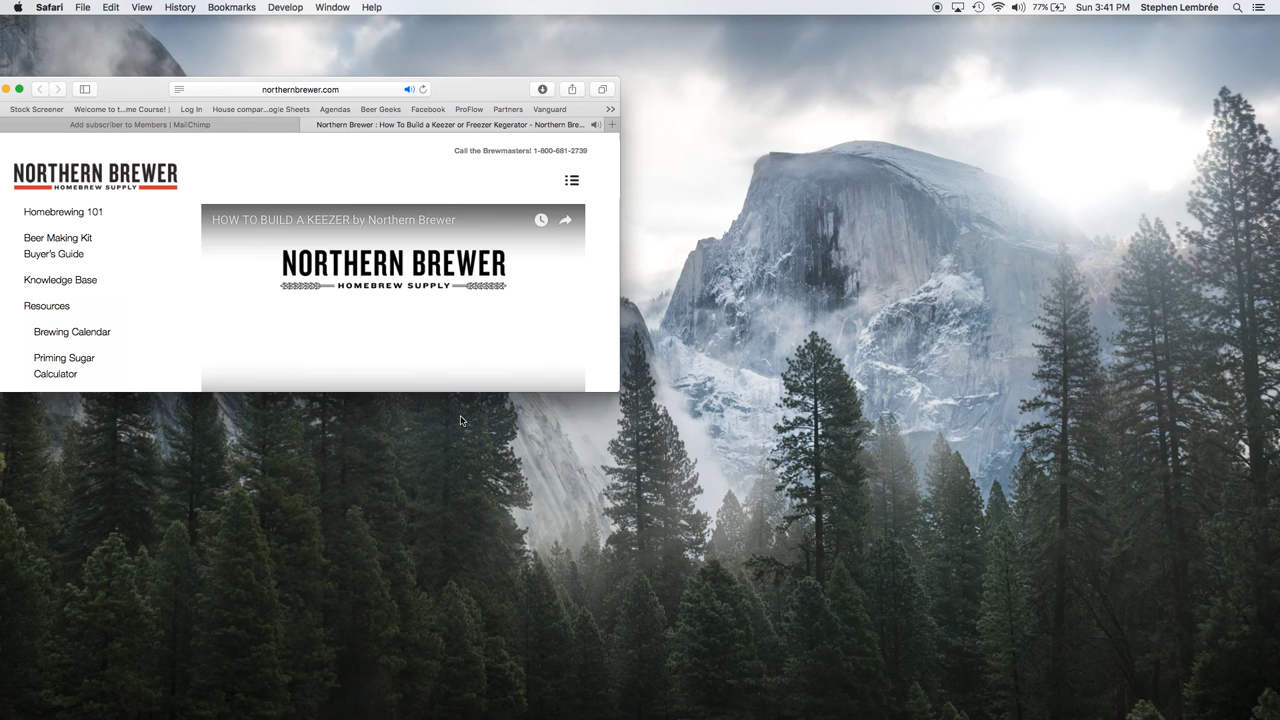 Safari File Edit View History Bookmarks Develop Window Help 77% Sun 3:41 PM Stephen Lembrée
northernbrewer.com
Stock Screener Welcome to t...me Course! | Log In House compar...ogle Sheets Agendas Beer Geeks Facebook ProFlow Partners Vanguard >>
Add subscriber to Members | MailChimp Northern Brewer : How To Build a Keezer or Freezer Kegerator - Northern Bre... +
Call the Brewmasters! 1-800-681-2739
NORTHERN BREWER
HOMEBREW SUPPLY
Homebrewing 101
Beer Making Kit
Buyer's Guide
Knowledge Base
Resources
Brewing Calendar
Priming Sugar
Calculator
HOW TO BUILD A KEEZER by Northern Brewer
NORTHERN BREWER
HOMEBREW SUPPLY